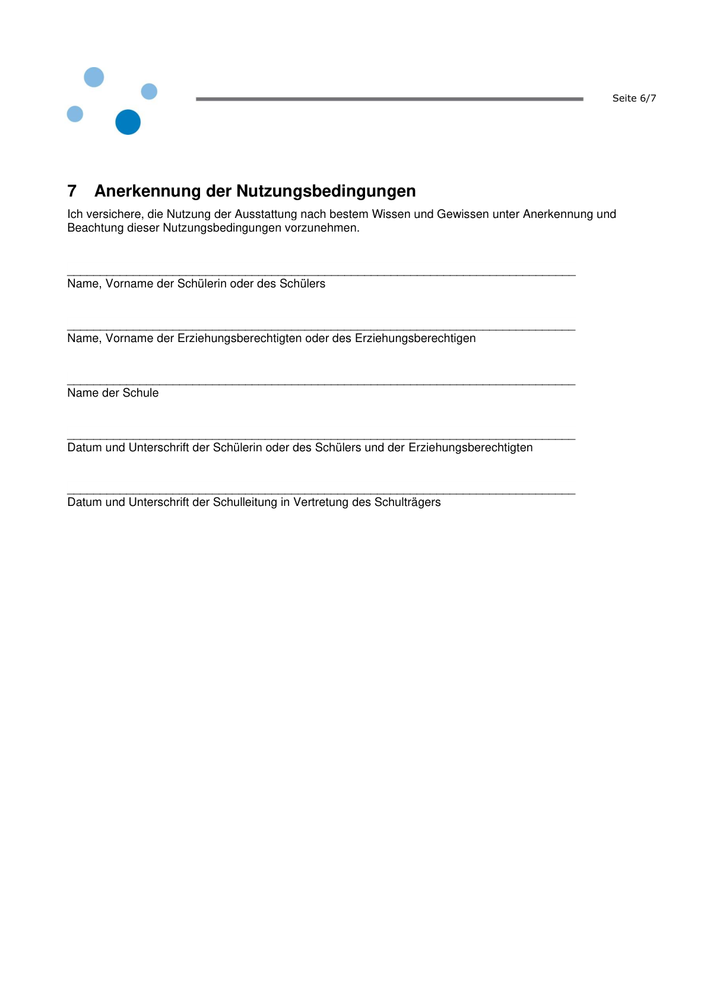 Seite 6/7
7 Anerkennung der Nutzungsbedingungen
Ich versichere, die Nutzung der Ausstattung nach bestem Wissen und Gewissen unter Anerkennung und
Beachtung dieser Nutzungsbedingungen vorzunehmen.
Name, Vorname der Schülerin oder des Schülers
Name, Vorname der Erziehungsberechtigten oder des Erziehungsberechtigen
Name der Schule
Datum und Unterschrift der Schülerin oder des Schülers und der Erziehungsberechtigten
Datum und Unterschrift der Schulleitung in Vertretung des Schulträgers